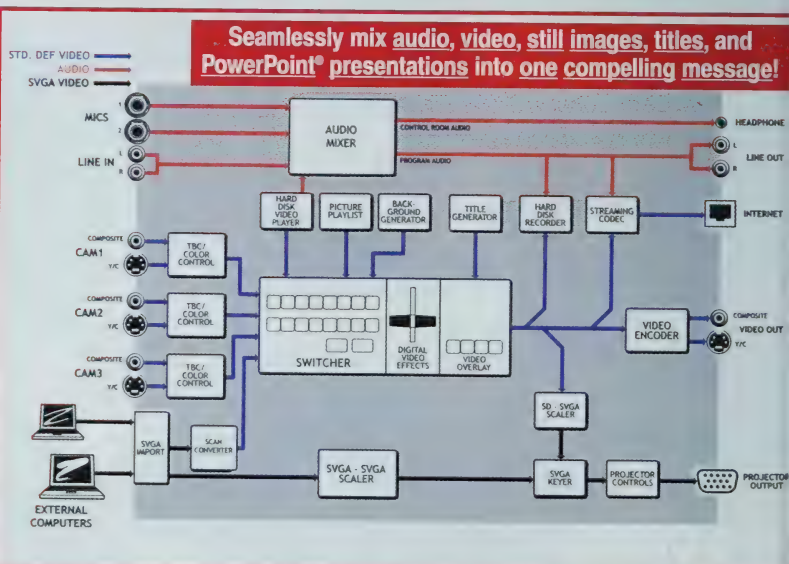 Seamlessly mix audio, video, still images, titles, and
PowerPoint® presentations into one compelling message!
STD. DEF VIDEO
AUDIO
SVGA VIDEO
MICS
1
2
LINE IN
L
R
AUDIO
MIXER
CONTROL ROOM AUDIO
PROGRAM AUDIO
HEADPHONE
L
R
LINE OUT
HARD
DISK
VIDEO
PLAYER
PICTURE
PLAYLIST
BACK-
GROUND
GENERATOR
TITLE
GENERATOR
HARD
DISK
RECORDER
STREAMING
CODEC
INTERNET
COMPOSITE
CAM1
Y/C
TBC/
COLOR
CONTROL
COMPOSITE
CAM2
Y/C
TBC/
COLOR
CONTROL
COMPOSITE
CAM3
Y/C
TBC/
COLOR
CONTROL
SWITCHER
DIGITAL
VIDEO
EFFECTS
VIDEO
OVERLAY
VIDEO
ENCODER
COMPOSITE
VIDEO OUT
Y/C
SVGA
IMPORT
SCAN
CONVERTER
SD - SVGA
SCALER
SVGA - SVGA
SCALER
SVGA
KEYER
PROJECTOR
CONTROLS
PROJECTOR
OUTPUT
EXTERNAL
COMPUTERS